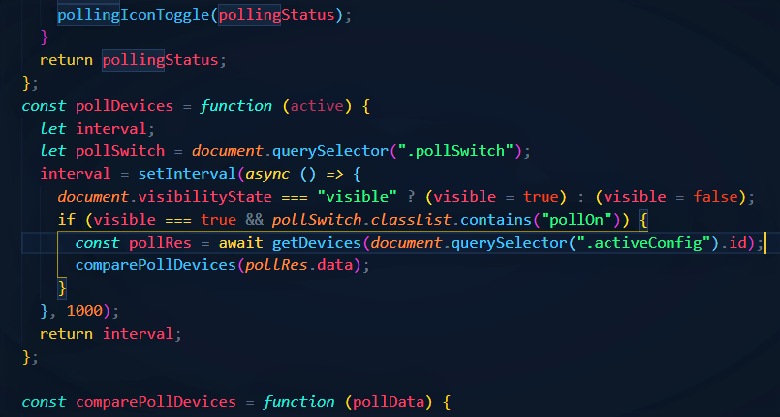 pollingIconToggle(pollingStatus);
}
return pollingStatus;
};
const pollDevices = function (active) {
let interval;
let pollSwitch = document.querySelector(".pollSwitch");
interval = setInterval(async () => {
document.visibilityState === "visible" ? (visible = true) : (visible = false);
if (visible === true && pollSwitch.classList.contains("pollOn")) {
const pollRes = await getDevices(document.querySelector(".activeConfig").id);
comparePollDevices(pollRes.data);
}
}, 1000);
return interval;
};
const comparePollDevices = function (pollData) {